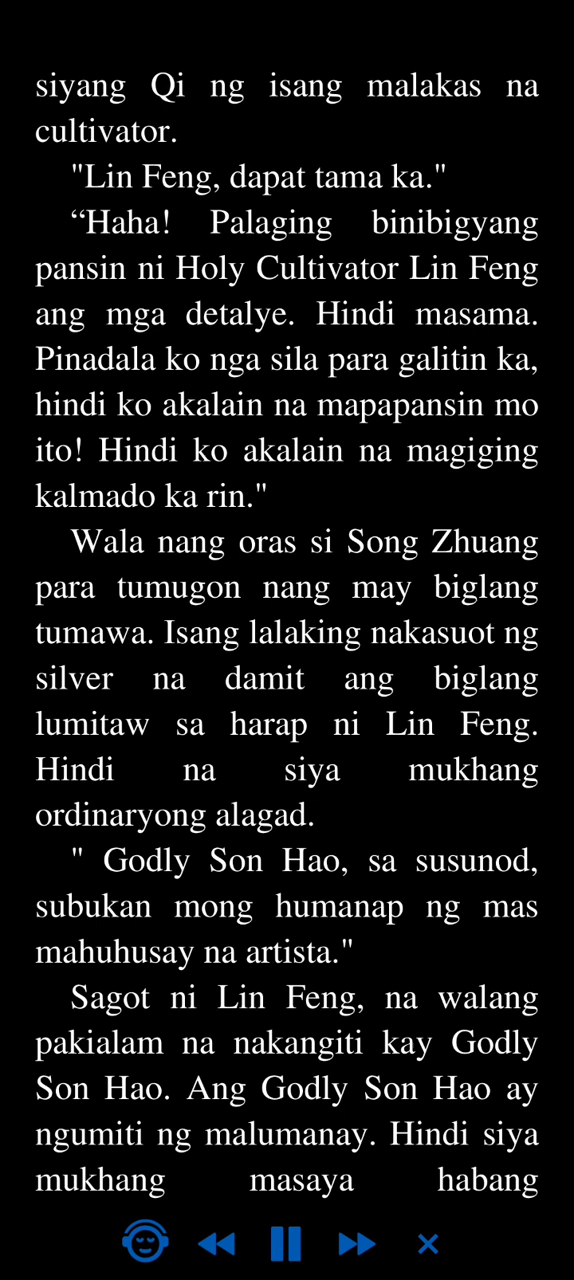 siyang Qi ng isang malakas na
cultivator.
"Lin Feng, dapat tama ka."
“Haha! Palaging binibigyang
pansin ni Holy Cultivator Lin Feng
ang mga detalye. Hindi masama.
Pinadala ko nga sila para galitin ka,
hindi ko akalain na mapapansin mo
ito! Hindi ko akalain na magiging
kalmado ka rin."
Wala nang oras si Song Zhuang
para tumugon nang may biglang
tumawa. Isang lalaking nakasuot ng
silver na damit ang biglang
lumitaw sa harap ni Lin Feng.
Hindi na siya mukhang
ordinaryong alagad.
" Godly Son Hao, sa susunod,
subukan mong humanap ng mas
mahuhusay na artista."
Sagot ni Lin Feng, na walang
pakialam na nakangiti kay Godly
Son Hao. Ang Godly Son Hao ay
ngumiti ng malumanay. Hindi siya
mukhang masaya habang